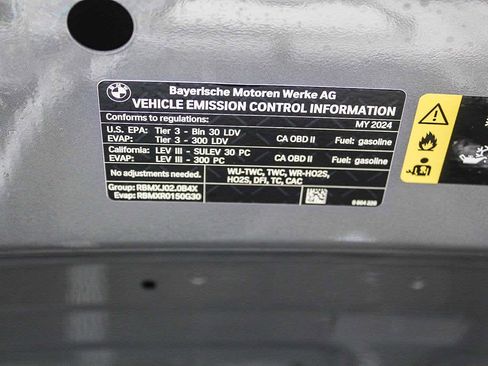 Bayerische Motoren Werke AG
VEHICLE EMISSION CONTROL INFORMATION
Conforms to regulations: MY 2024
U.S. EPA: Tier 3 - Bin 30 LDV CA OBD II Fuel: gasoline
EVAP: Tier 3 - 300 LDV
California: LEV III - SULEV 30 PC CA OBD II Fuel: gasoline
EVAP: LEV III - 300 PC
No adjustments needed. WU-TWC, TWC, WR-HO2S,
HO2S, DFI, TC, CAC
Group: RBMXJ02.0B4X
Evap: RBMXR0150G30